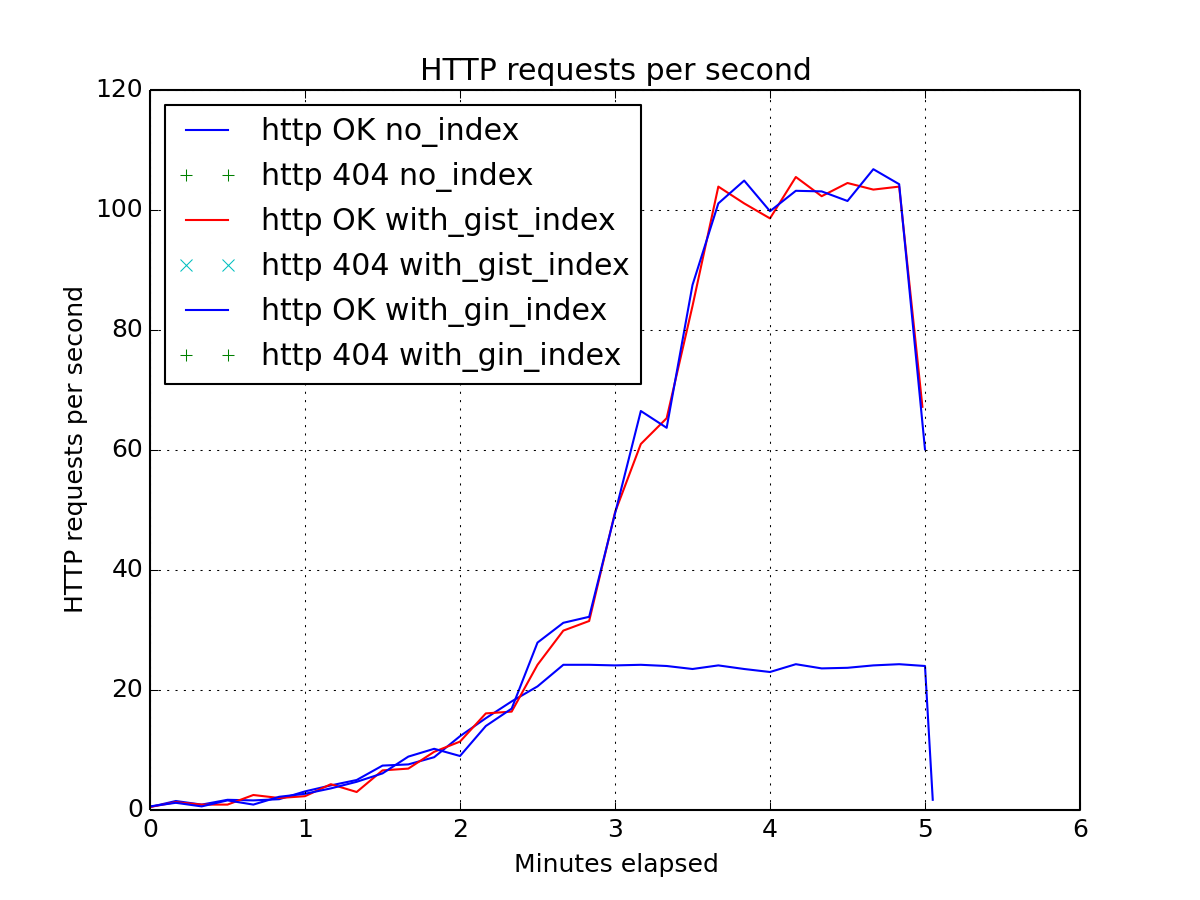 HTTP requests per second
120
100
80
60
40
20
0
HTTP requests per second
http OK no_index
http 404 no_index
http OK with_gist_index
http 404 with_gist_index
http OK with_gin_index
http 404 with_gin_index
0 1 2 3 4 5 6
Minutes elapsed